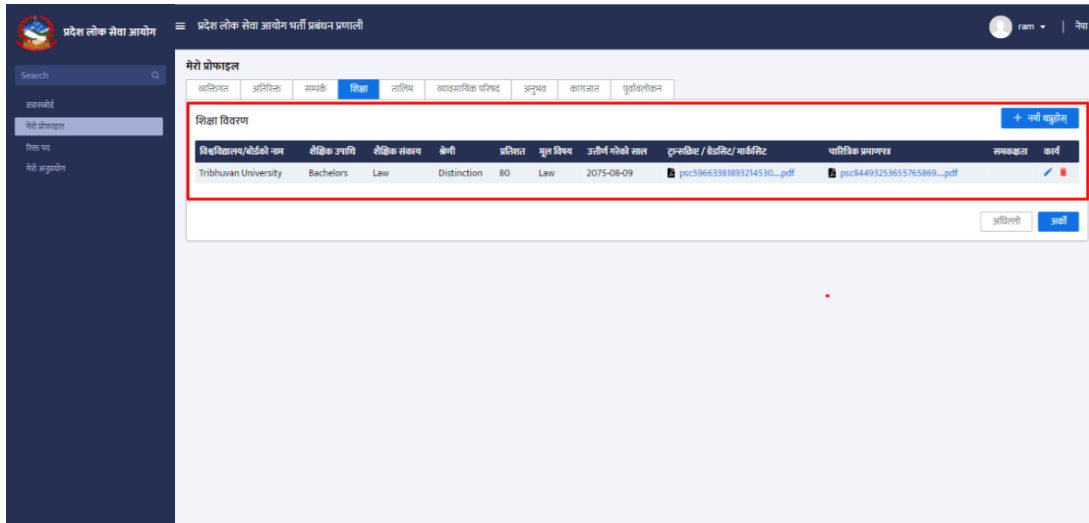 प्रदेश लोक सेवा आयोग
प्रदेश लोक सेवा आयोग भर्ती प्रबंधन प्रणाली
ram
नेपा
Search
ड्यासबोर्ड
मेरो प्रोफाइल
रिक्त पद
मेरो अनुप्रयोग
मेरो प्रोफाइल
व्यक्तिगत अतिरिक्त सम्पर्क शिक्षा तालिम व्यावसायिक परिषद अनुभव कागजात पूर्वावलोकन
शिक्षा विवरण
+ नयाँ थप्नुहोस्
विश्वविद्यालय/बोर्डको नाम शैक्षिक उपाधि शैक्षिक संकाय श्रेणी प्रतिशत मूल विषय उत्तीर्ण गरेको साल ट्रान्सक्रिप्ट / ग्रेडसिट/ मार्कसिट चारित्रिक प्रमाणपत्र समकक्षता कार्य
Tribhuvan University Bachelors Law Distinction 80 Law 2075-08-09 psc59663381893214530....pdf psc84493253655765869....pdf
अघिल्लो अर्को